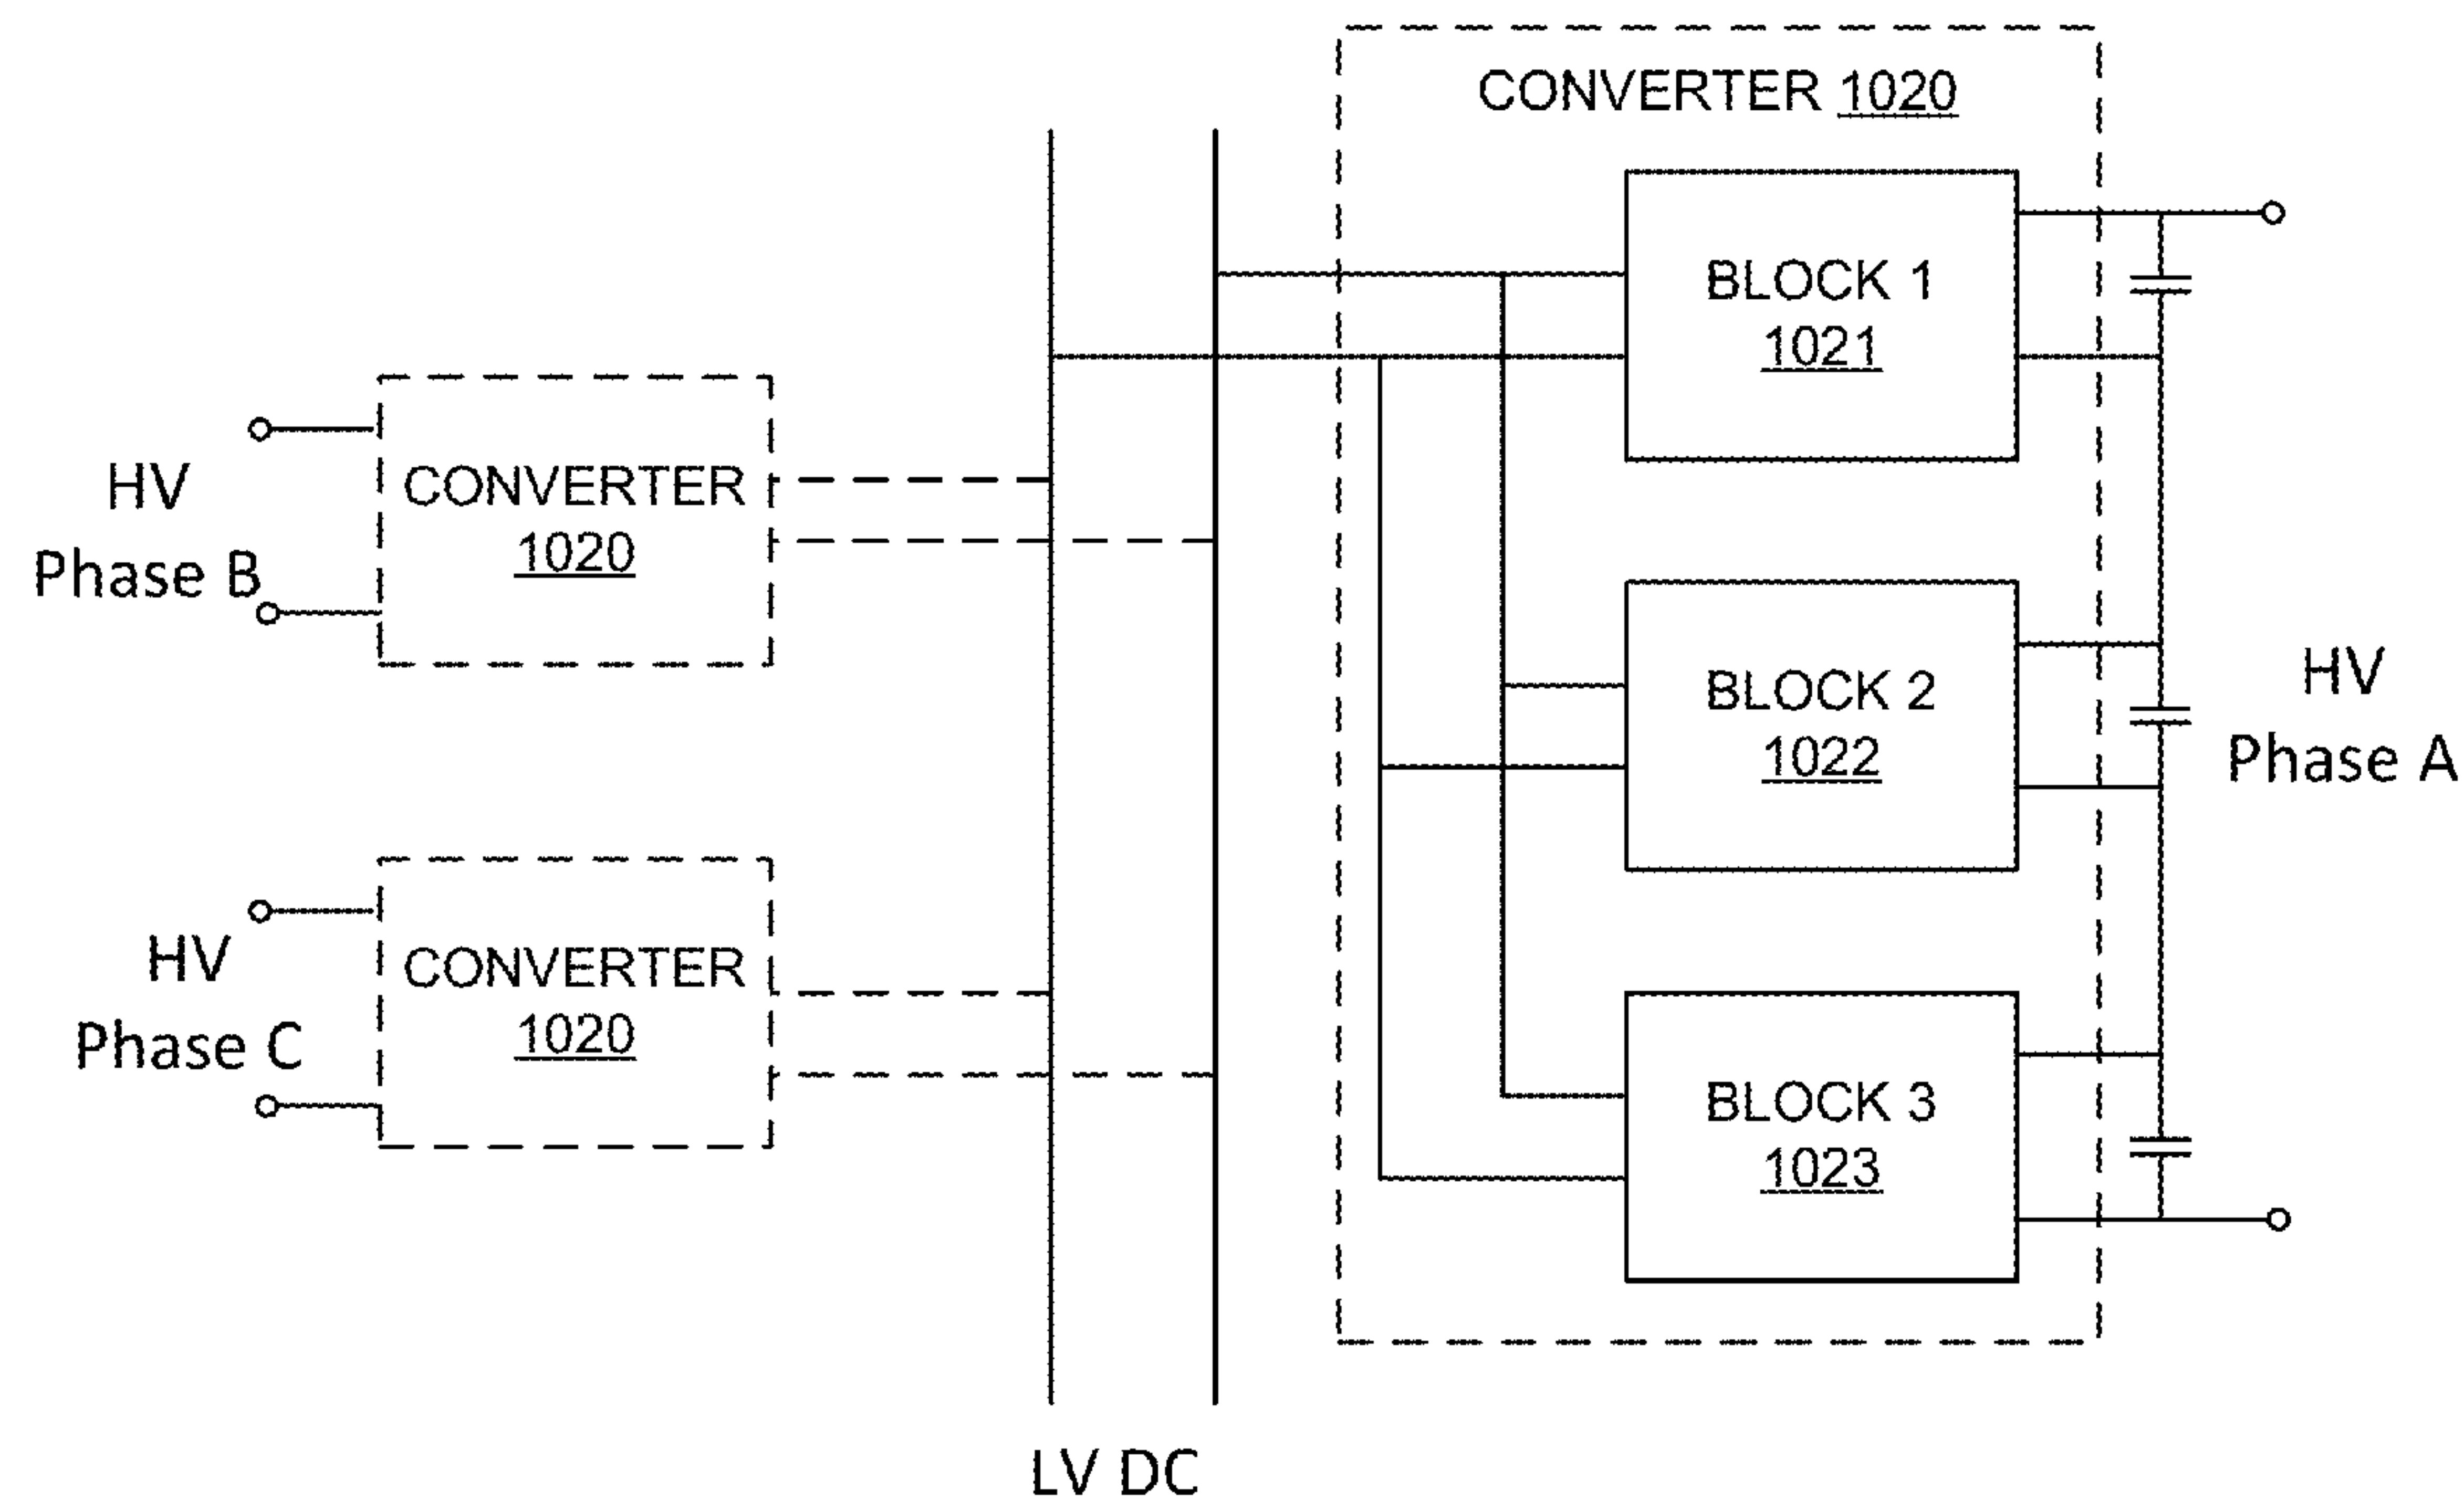 CONVERTER 1020
BLOCK 1
1021
BLOCK 2
1022
BLOCK 3
1023
HV
Phase A
HV
Phase B
CONVERTER
1020
HV
Phase C
CONVERTER
1020
LV DC